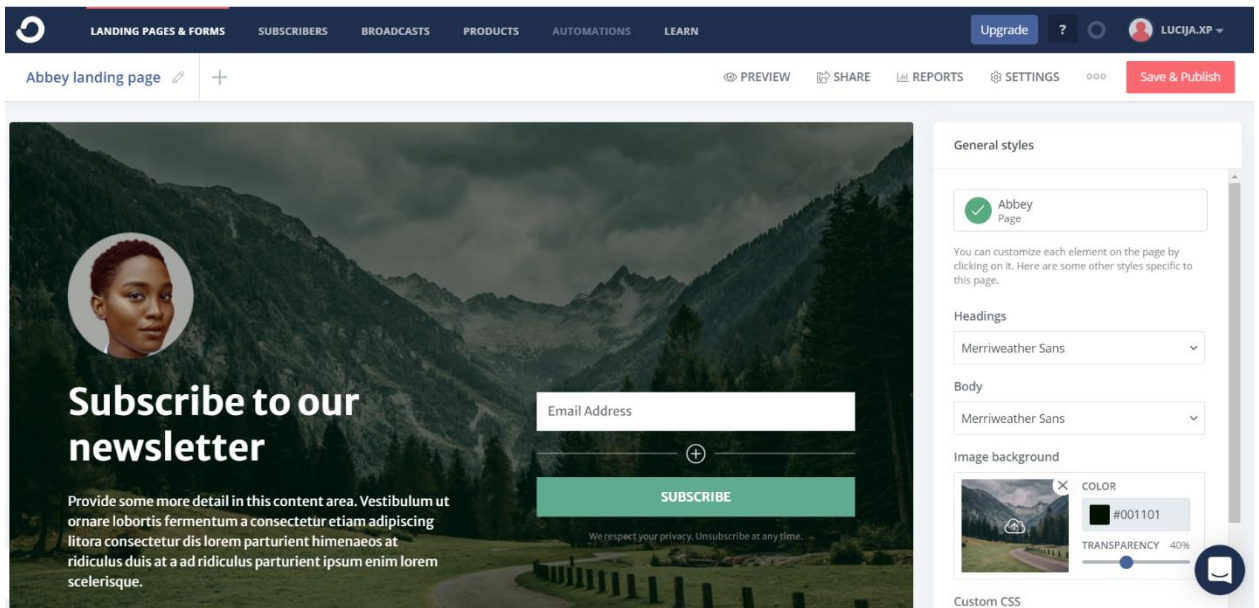 LANDING PAGES & FORMS SUBSCRIBERS BROADCASTS PRODUCTS AUTOMATIONS LEARN Upgrade ? LUCIJA.XP
Abbey landing page + PREVIEW SHARE REPORTS SETTINGS Save & Publish
General styles
Abbey
Page
You can customize each element on the page by
clicking on it. Here are some other styles specific to
this page.
Headings
Merriweather Sans
Body
Merriweather Sans
Image background
COLOR
#001101
TRANSPARENCY 40%
Custom CSS
Subscribe to our
newsletter
Provide some more detail in this content area. Vestibulum ut
ornare lobortis fermentum a consectetur etiam adipiscing
litora consectetur dis lorem parturient himenaeos at
ridiculus duis at a ad ridiculus parturient ipsum enim lorem
scelerisque.
Email Address
SUBSCRIBE
We respect your privacy. Unsubscribe at any time.